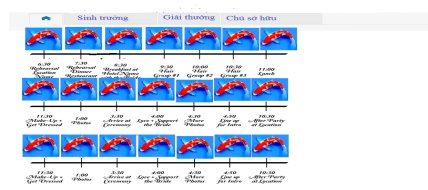 Sinh trưởng Giải thưởng Chủ sở hữu
6:30 7:30 8:30 9:30 10:00 10:30 11:00
Rehearsal Rehearsal Breakfast at Hair Hair Hair Lunch
Location Dinner Hotel Name Group #1 Group #2 Group #3
Name Restaurant
11:30 1:00 3:30 4:00 4:30 4:50 10:30
Make-Up + Photos Arrive at Love + Support More Line up After Party
Get Dressed Ceremony the Bride Photos for Intro at Location
11:30 1:00 3:30 4:00 4:30 4:50 10:30
Make-Up + Photos Arrive at Love + Support More Line up After Party
Get Dressed Ceremony the Bride Photos for Intro at Location